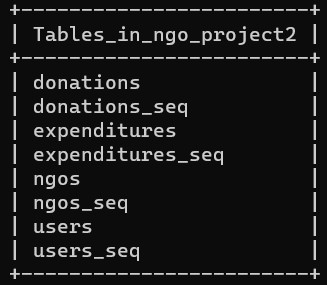 +-------------------------+
| Tables_in_ngo_project2 |
+-------------------------+
| donations |
| donations_seq |
| expenditures |
| expenditures_seq |
| ngos |
| ngos_seq |
| users |
| users_seq |
+-------------------------+